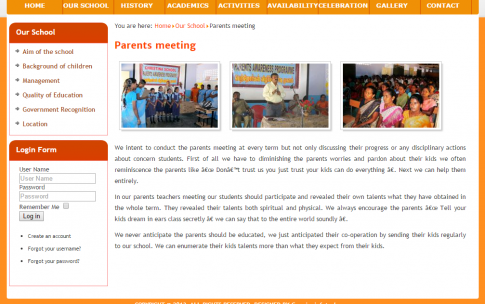 HOME OUR SCHOOL HISTORY ACADEMICS ACTIVITIES AVAILABILITY CELEBRATION GALLERY CONTACT
You are here: Home›Our School› Parents meeting
Our School
Aim of the school
Background of children
Management
Quality of Education
Government Recognition
Location
Login Form
User Name
User Name
Password
Password
Remember Me
Log in
Create an account
Forgot your username?
Forgot your password?
Parents meeting
We intent to conduct the parents meeting at every term but not only discussing their progress or any disciplinary actions
about concern students. First of all we have to diminishing the parents worries and pardon about their kids we often
reminiscence the parents like â€œ Donâ€™t trust us you just trust your kids can do everything â€. Next we can help them
entirely.
In our parents teachers meeting our students should participate and revealed their own talents what they have obtained in
the whole term. They revealed their talents both spiritual and physical. We always encourage the parents â€œ Tell your
kids dream in ears class secretly â€ we can say that to the entire world soundly â€.
We never anticipate the parents should be educated, we just anticipated their co-operation by sending their kids regularly
to our school. We can enumerate their kids talents more than what they expect from their kids.